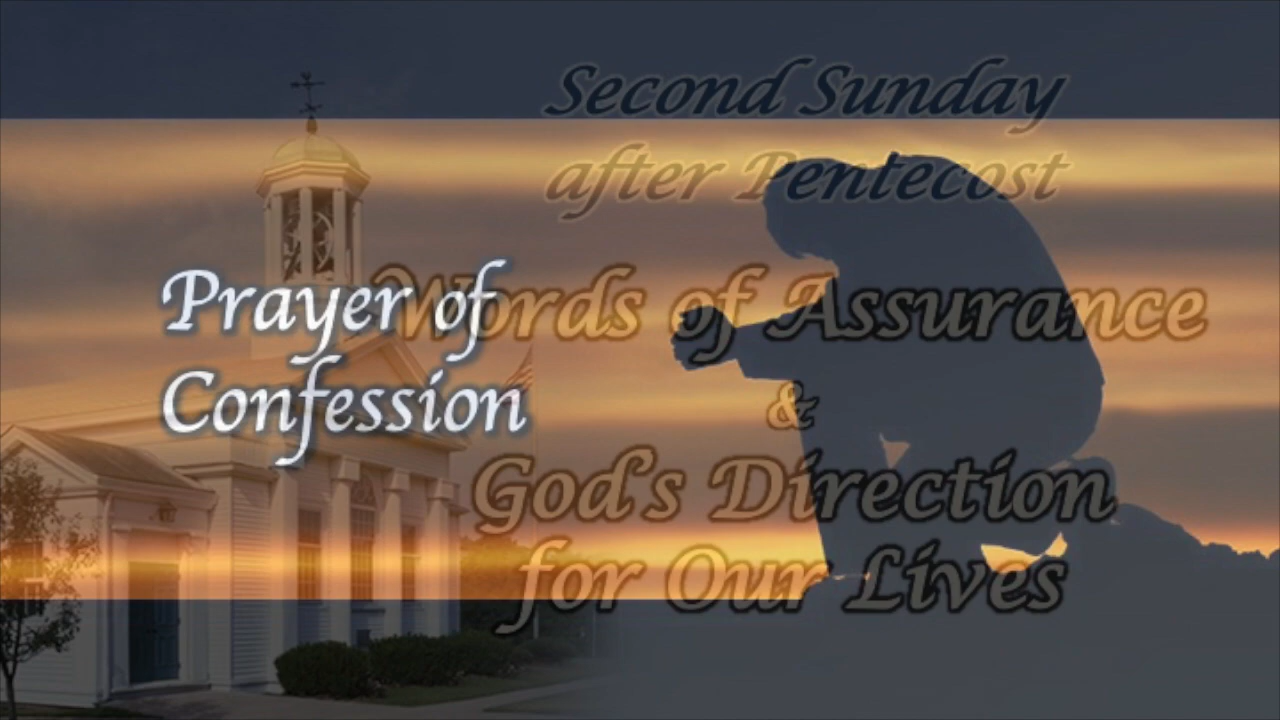 Second Sunday
after Pentecost
Prayer of
Confession
Words of Assurance
&
God's Direction
for Our Lives